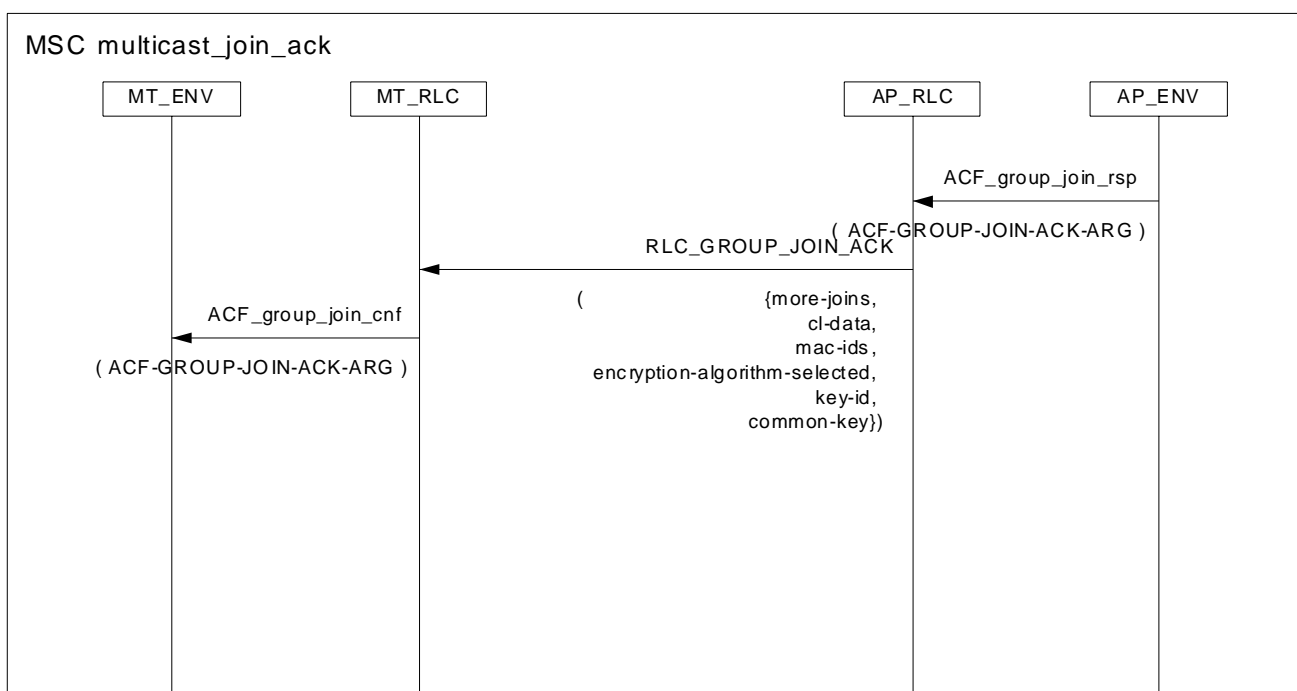 MSC multicast_join_ack
MT_ENV MT_RLC AP_RLC AP_ENV
ACF_group_join_rsp
( ACF-GROUP-JOIN-ACK-ARG )
RLC_GROUP_JOIN_ACK
( {more-joins,
cl-data,
mac-ids,
encryption-algorithm-selected,
key-id,
common-key})
ACF_group_join_cnf
( ACF-GROUP-JOIN-ACK-ARG )